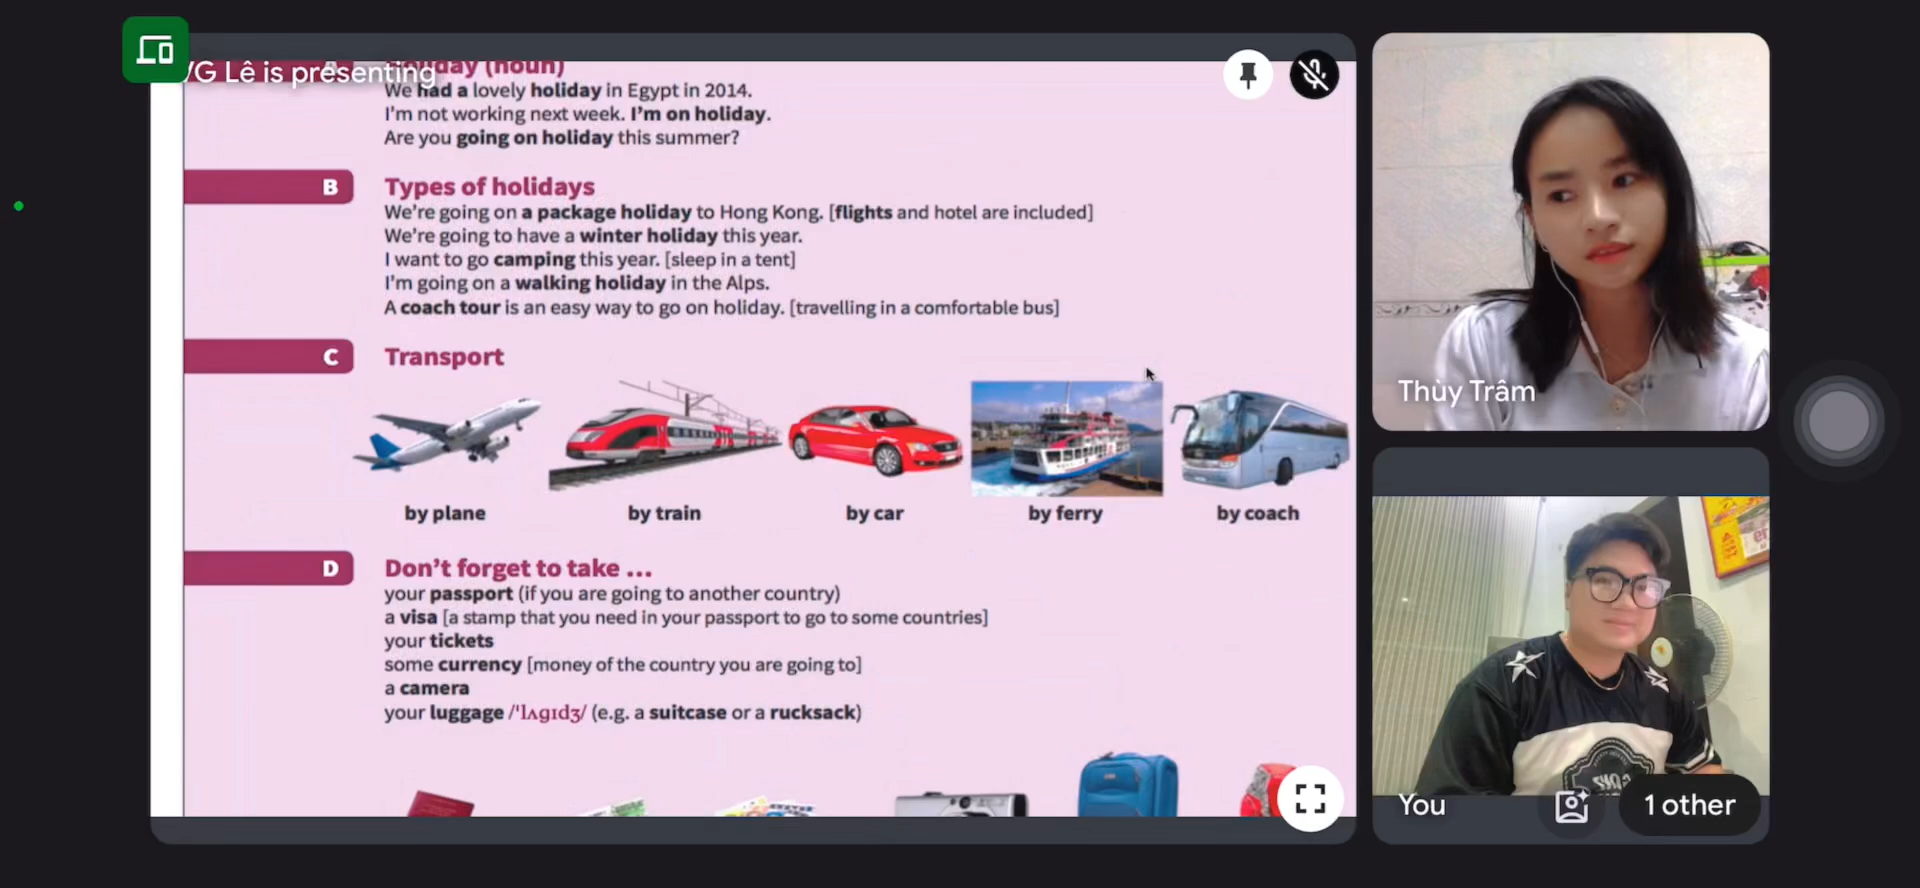 VG Lê is presenting
Holiday (noun)
We had a lovely holiday in Egypt in 2014.
I'm not working next week. I'm on holiday.
Are you going on holiday this summer?
B
Types of holidays
We're going on a package holiday to Hong Kong. [flights and hotel are included]
We're going to have a winter holiday this year.
I want to go camping this year. [sleep in a tent]
I'm going on a walking holiday in the Alps.
A coach tour is an easy way to go on holiday. [travelling in a comfortable bus]
C
Transport
by plane
by train
by car
by ferry
by coach
D
Don't forget to take ...
your passport (if you are going to another country)
a visa [a stamp that you need in your passport to go to some countries]
your tickets
some currency [money of the country you are going to]
a camera
your luggage /ˈlʌgɪdʒ/ (e.g. a suitcase or a rucksack)
Thùy Trâm
You
1 other